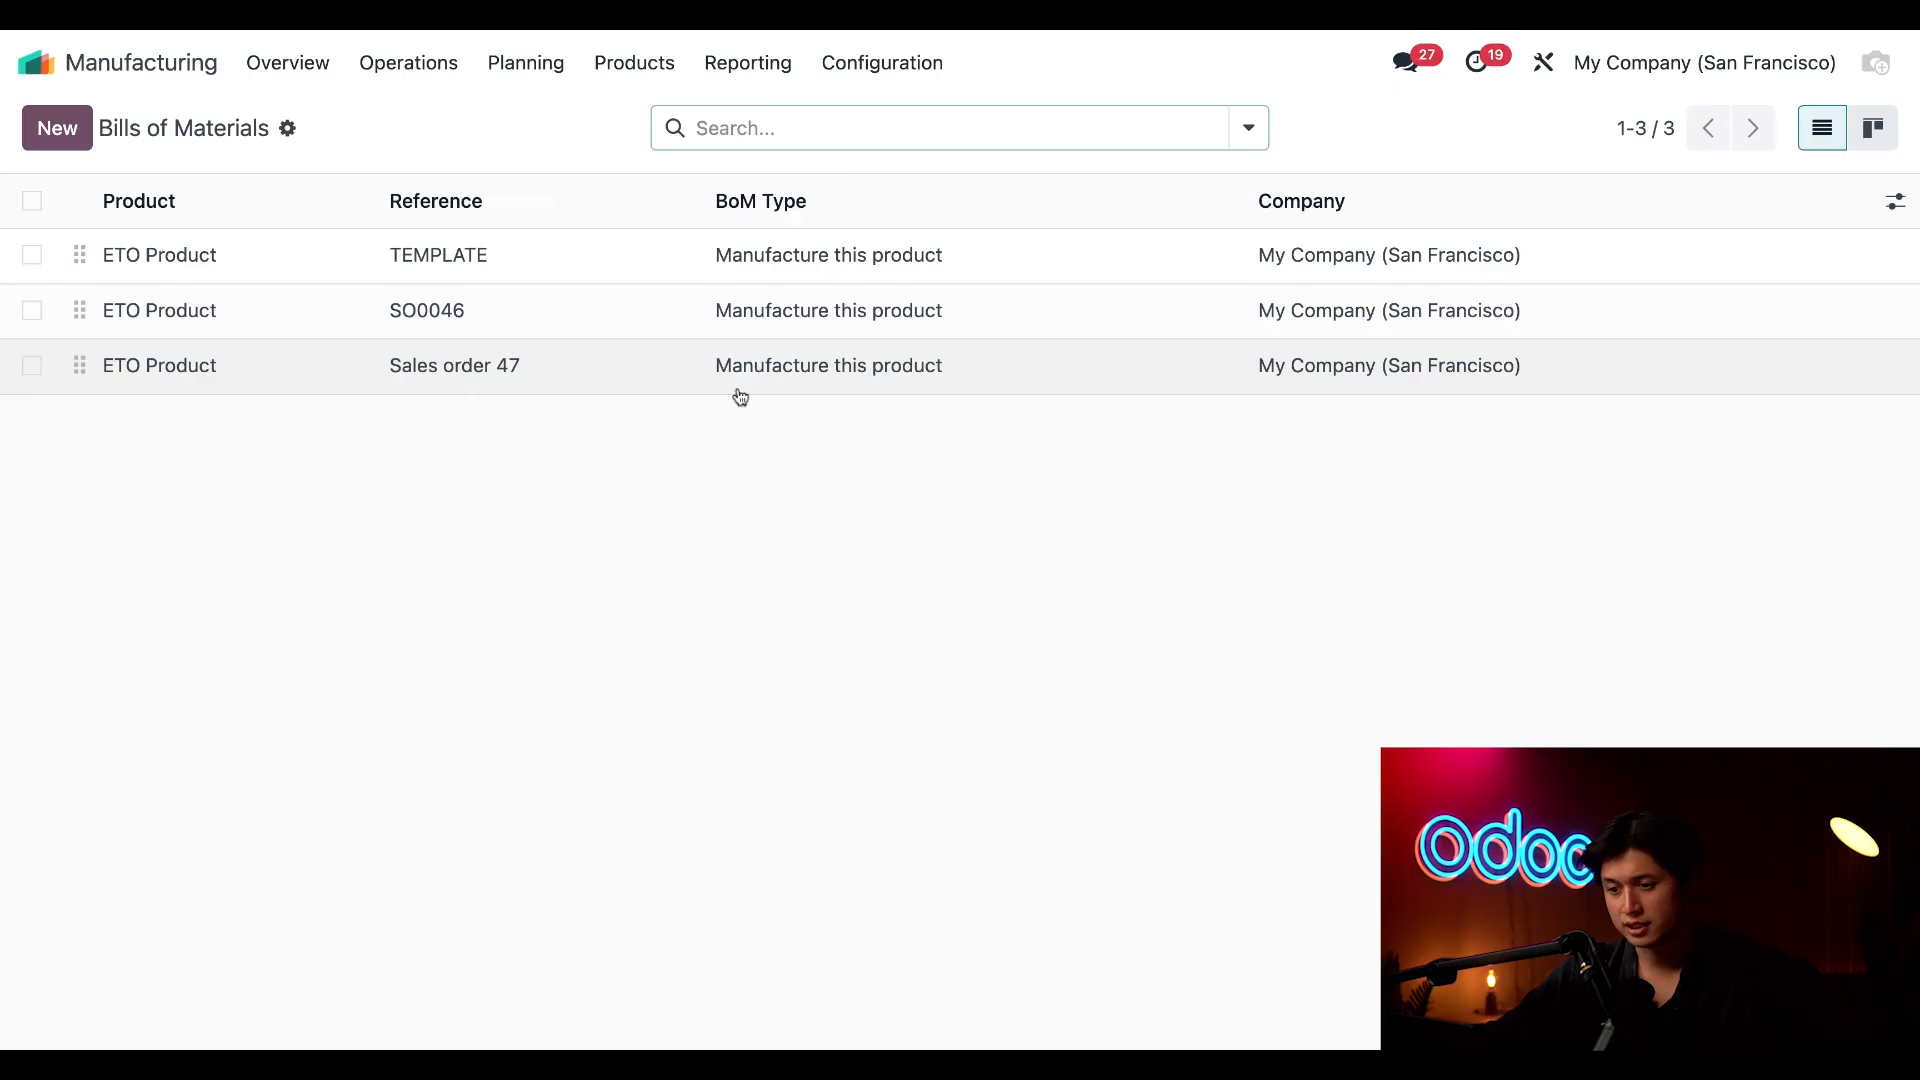 Manufacturing Overview Operations Planning Products Reporting Configuration 27 19 My Company (San Francisco)
New Bills of Materials Search... 1-3 / 3
Product Reference BoM Type Company
ETO Product TEMPLATE Manufacture this product My Company (San Francisco)
ETO Product SO0046 Manufacture this product My Company (San Francisco)
ETO Product Sales order 47 Manufacture this product My Company (San Francisco)
odoo